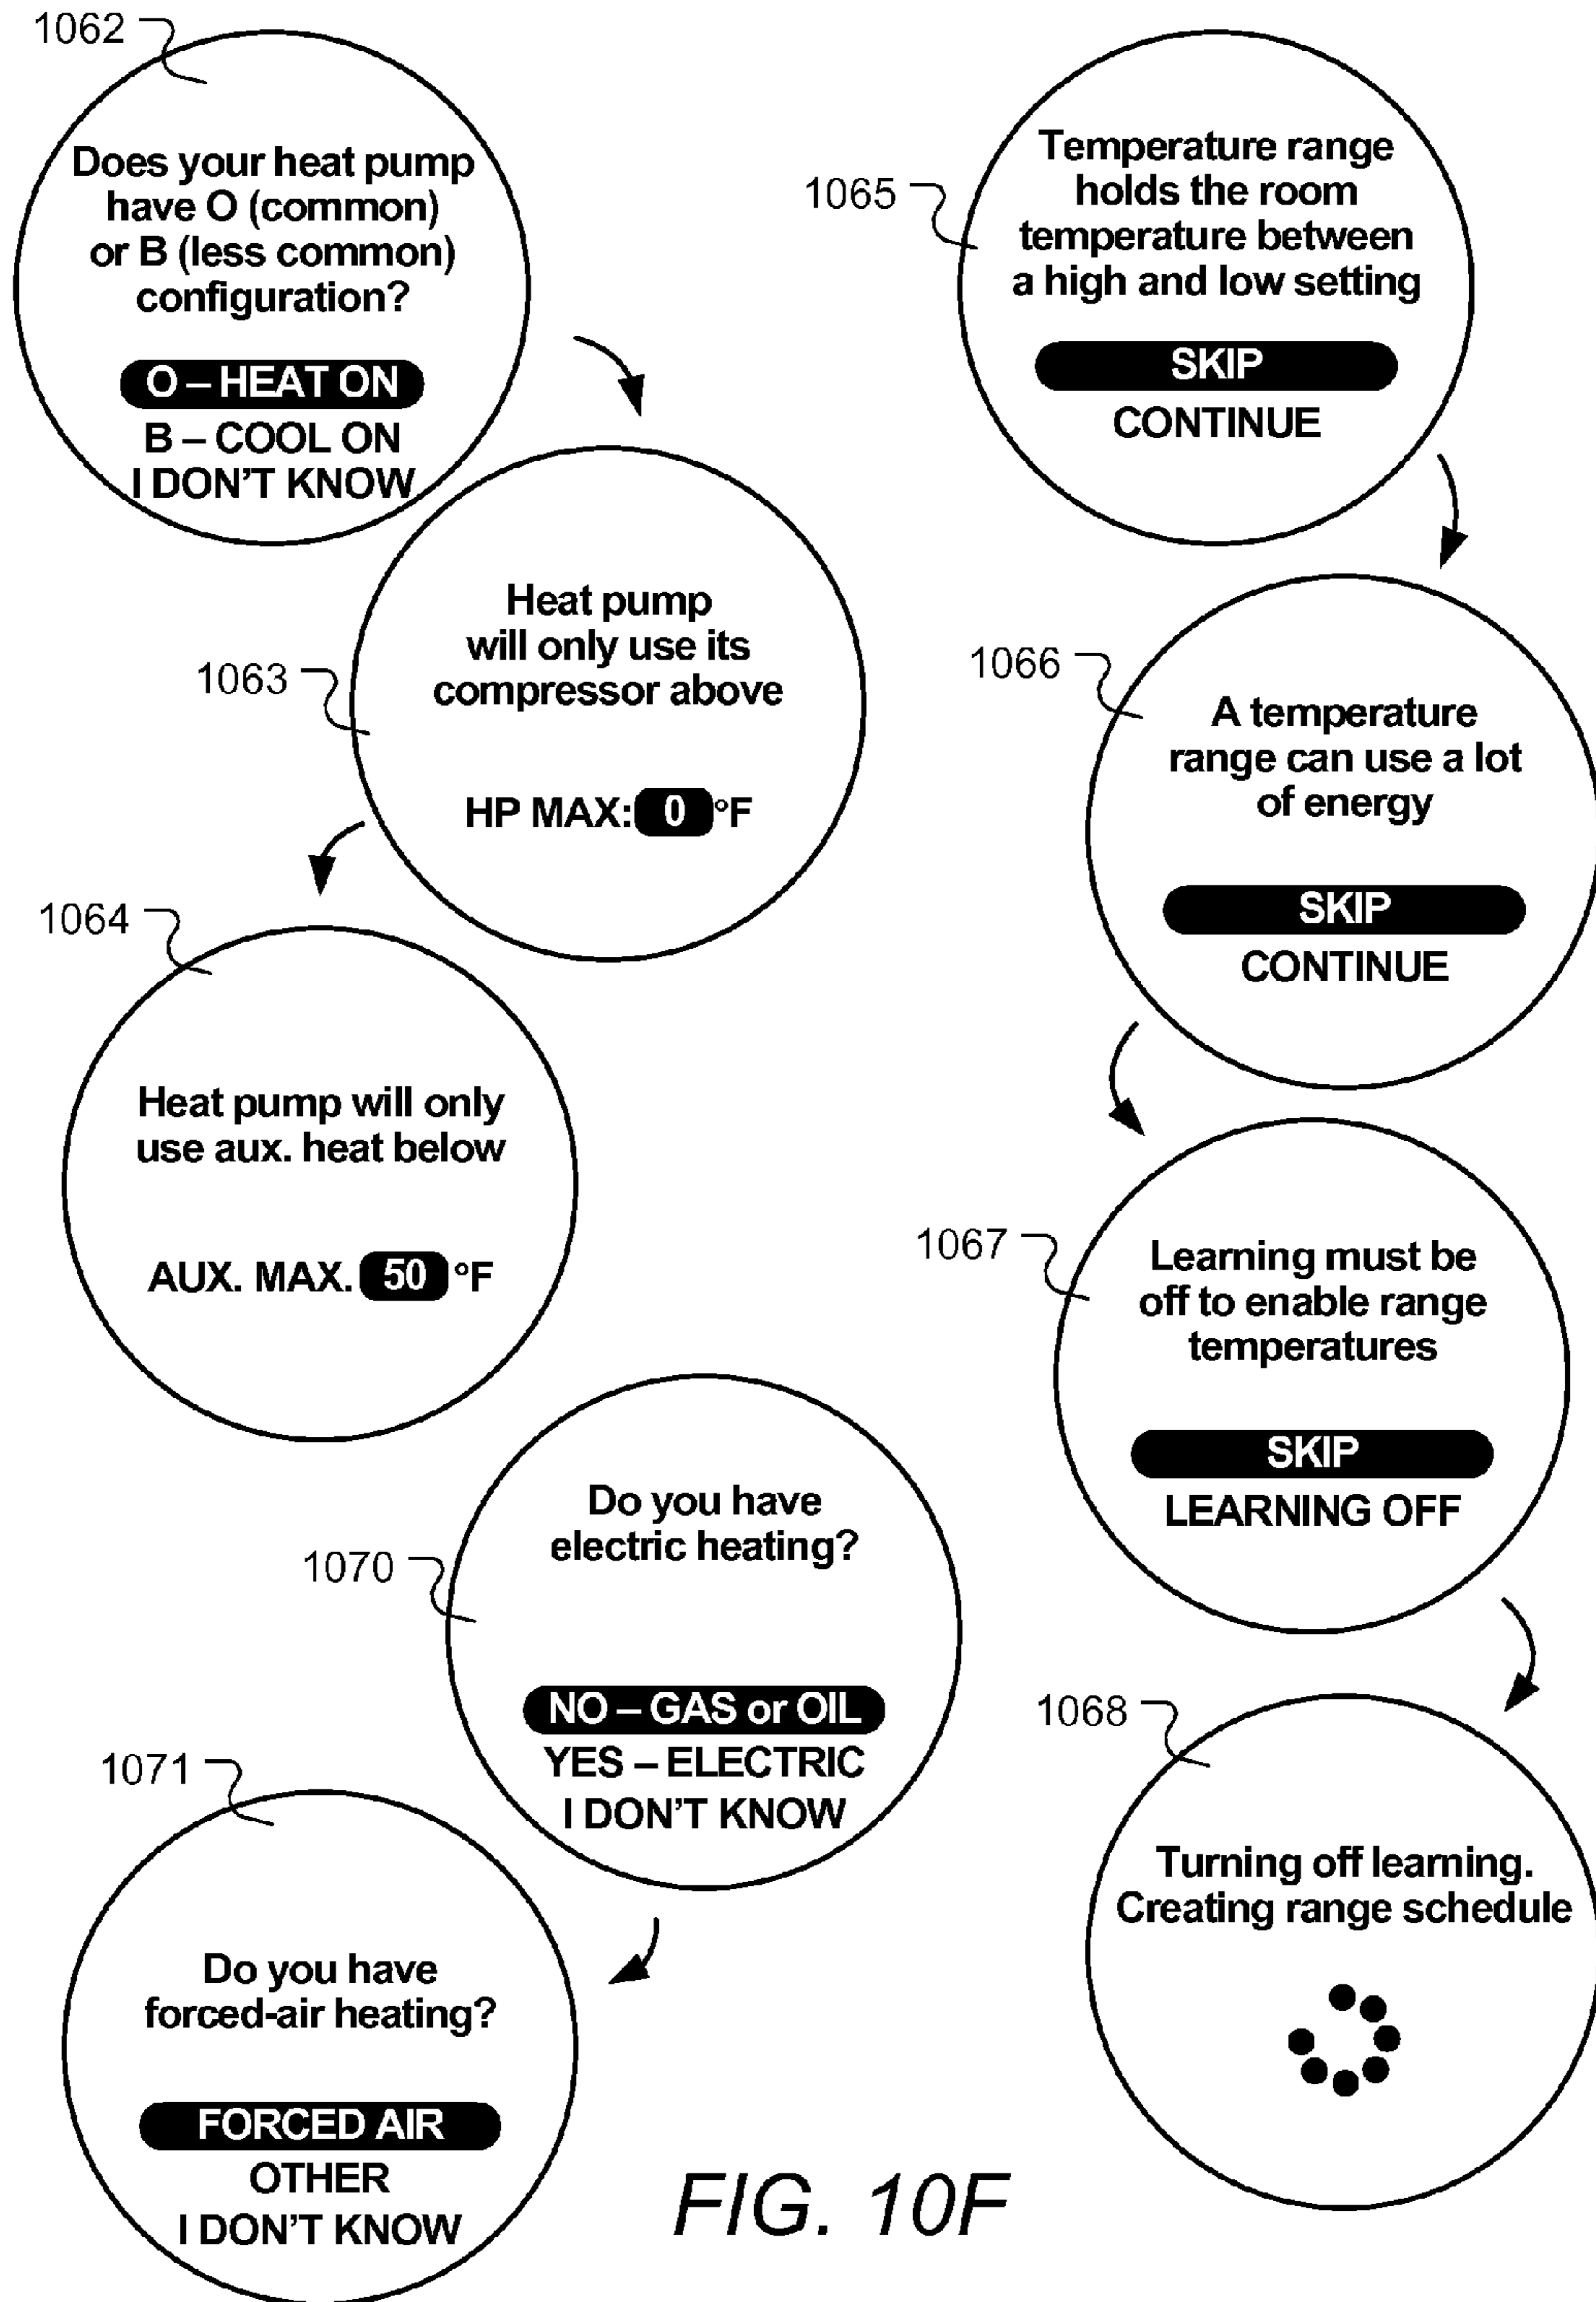 1062
Does your heat pump
have O (common)
or B (less common)
configuration?
O – HEAT ON
B – COOL ON
I DON'T KNOW
1063
Heat pump
will only use its
compressor above
HP MAX: 0 °F
1064
Heat pump will only
use aux. heat below
AUX. MAX. 50 °F
1070
Do you have
electric heating?
NO – GAS or OIL
YES – ELECTRIC
I DON'T KNOW
1071
Do you have
forced-air heating?
FORCED AIR
OTHER
I DON'T KNOW
1065
Temperature range
holds the room
temperature between
a high and low setting
SKIP
CONTINUE
1066
A temperature
range can use a lot
of energy
SKIP
CONTINUE
1067
Learning must be
off to enable range
temperatures
SKIP
LEARNING OFF
1068
Turning off learning.
Creating range schedule
FIG. 10F